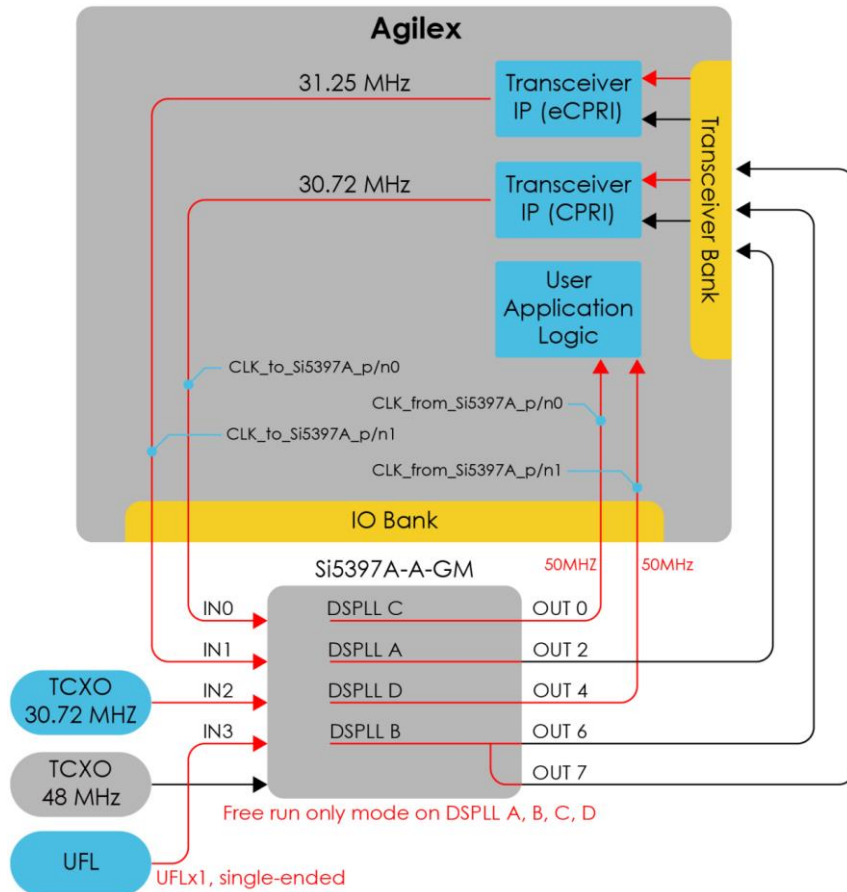 Agilex
31.25 MHz
Transceiver
IP (eCPRI)
30.72 MHz
Transceiver
IP (CPRI)
Transceiver Bank
User
Application
Logic
CLK_to_Si5397A_p/n0
CLK_from_Si5397A_p/n0
CLK_to_Si5397A_p/n1
CLK_from_Si5397A_p/n1
IO Bank
Si5397A-A-GM
50MHZ
50MHz
IN0
DSPLL C
OUT 0
IN1
DSPLL A
OUT 2
TCXO
30.72 MHZ
IN2
DSPLL D
OUT 4
IN3
DSPLL B
OUT 6
TCXO
48 MHz
OUT 7
Free run only mode on DSPLL A, B, C, D
UFL
UFLx1, single-ended